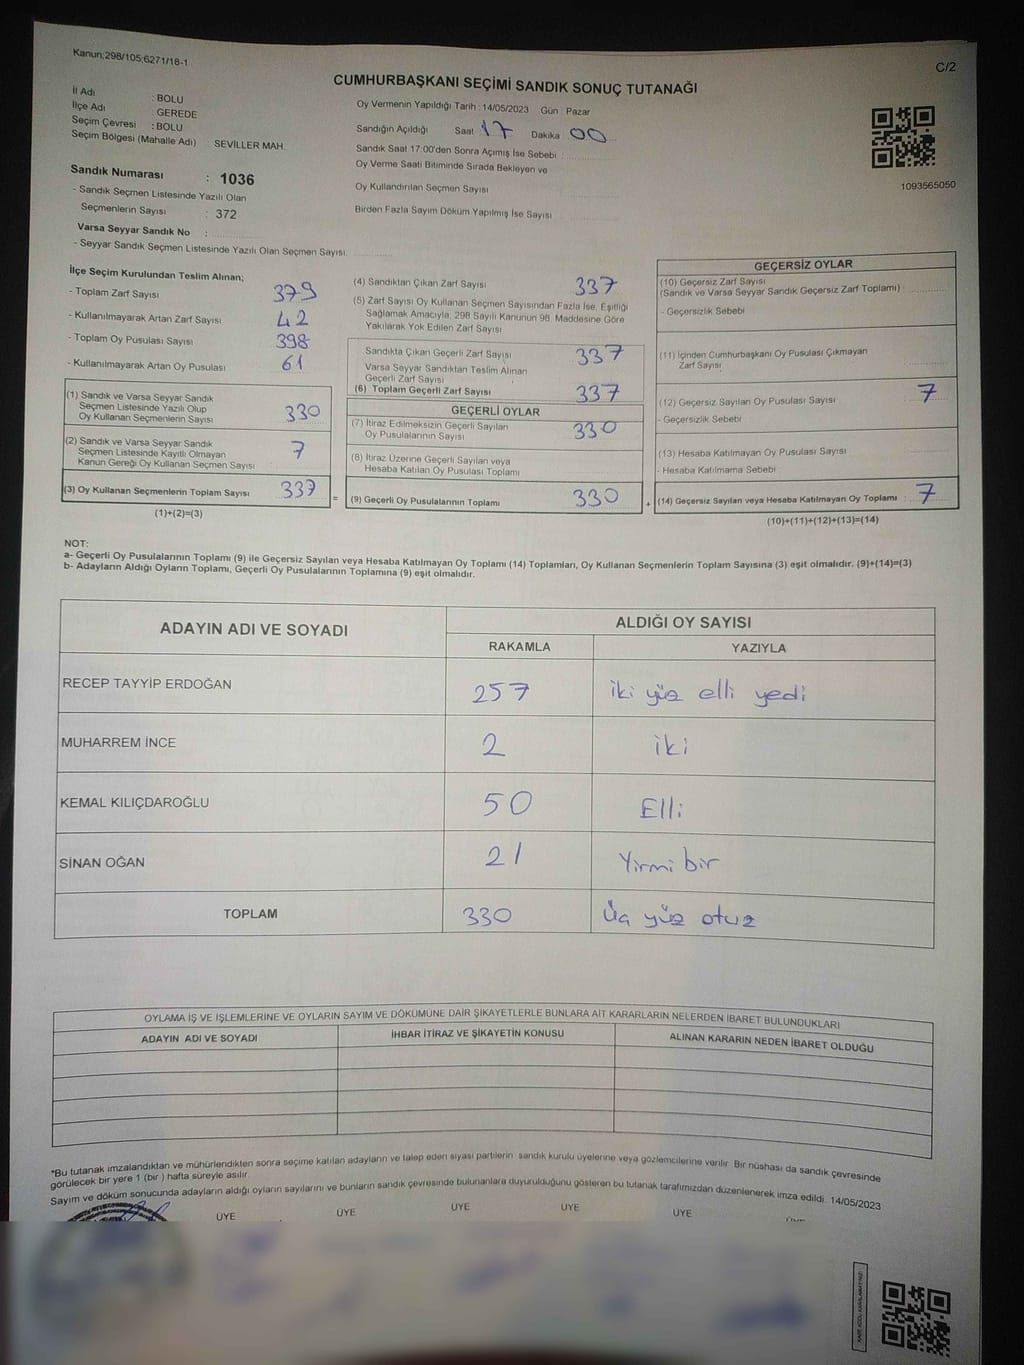 Kanun;298/105;6271/18-1
C/2
CUMHURBAŞKANI SEÇİMİ SANDIK SONUÇ TUTANAĞI
İl Adı : BOLU
İlçe Adı : GEREDE
Seçim Çevresi : BOLU
Seçim Bölgesi (Mahalle Adı) SEVİLLER MAH.
Sandık Numarası : 1036
- Sandık Seçmen Listesinde Yazılı Olan
Seçmenlerin Sayısı : 372
Varsa Seyyar Sandık No :
- Seyyar Sandık Seçmen Listesinde Yazılı Olan Seçmen Sayısı:
Oy Vermenin Yapıldığı Tarih : 14/05/2023 Gün : Pazar
Sandığın Açıldığı Saat 17 Dakika 00
Sandık Saat 17:00'den Sonra Açımış İse Sebebi :
Oy Verme Saati Bitiminde Sırada Bekleyen ve
Oy Kullandırılan Seçmen Sayısı
Birden Fazla Sayım Döküm Yapılmış İse Sayısı
1093565050
İlçe Seçim Kurulundan Teslim Alınan;
- Toplam Zarf Sayısı 379
- Kullanılmayarak Artan Zarf Sayısı 42
- Toplam Oy Pusulası Sayısı 398
- Kullanılmayarak Artan Oy Pusulası 61
(1) Sandık ve Varsa Seyyar Sandık
Seçmen Listesinde Yazılı Olup
Oy Kullanan Seçmenlerin Sayısı 330
(2) Sandık ve Varsa Seyyar Sandık
Seçmen Listesinde Kayıtlı Olmayan
Kanun Gereği Oy Kullanan Seçmen Sayısı 7
(3) Oy Kullanan Seçmenlerin Toplam Sayısı 337 =
(1)+(2)=(3)
(4) Sandıktan Çıkan Zarf Sayısı 337
(5) Zarf Sayısı Oy Kullanan Seçmen Sayısından Fazla İse, Eşitliği
Sağlamak Amacıyla, 298 Sayılı Kanunun 98. Maddesine Göre
Yakılarak Yok Edilen Zarf Sayısı
Sandıkta Çıkan Geçerli Zarf Sayısı 337
Varsa Seyyar Sandıktan Teslim Alınan
Geçerli Zarf Sayısı :
(6) Toplam Geçerli Zarf Sayısı 337
GEÇERLİ OYLAR
(7) İtiraz Edilmeksizin Geçerli Sayılan
Oy Pusulalarının Sayısı 330
(8) İtiraz Üzerine Geçerli Sayılan veya
Hesaba Katılan Oy Pusulası Toplamı
(9) Geçerli Oy Pusulalarının Toplamı 330 +
GEÇERSİZ OYLAR
(10) Geçersiz Zarf Sayısı
(Sandık ve Varsa Seyyar Sandık Geçersiz Zarf Toplamı) :
- Geçersizlik Sebebi
(11) İçinden Cumhurbaşkanı Oy Pusulası Çıkmayan
Zarf Sayısı
(12) Geçersiz Sayılan Oy Pusulası Sayısı : 7
- Geçersizlik Sebebi
(13) Hesaba Katılmayan Oy Pusulası Sayısı
- Hesaba Katılmama Sebebi
(14) Geçersiz Sayılan veya Hesaba Katılmayan Oy Toplamı : 7
(10)+(11)+(12)+(13)=(14)
NOT:
a- Geçerli Oy Pusulalarının Toplamı (9) ile Geçersiz Sayılan veya Hesaba Katılmayan Oy Toplamı (14) Toplamları, Oy Kullanan Seçmenlerin Toplam Sayısına (3) eşit olmalıdır. (9)+(14)=(3)
b- Adayların Aldığı Oyların Toplamı, Geçerli Oy Pusulalarının Toplamına (9) eşit olmalıdır.
ADAYIN ADI VE SOYADI
ALDIĞI OY SAYISI
RAKAMLA YAZIYLA
RECEP TAYYİP ERDOĞAN 257 iki yüz elli yedi
MUHARREM İNCE 2 iki
KEMAL KILIÇDAROĞLU 50 Elli
SİNAN OĞAN 21 Yirmi bir
TOPLAM 330 Üç yüz otuz
OYLAMA İŞ VE İŞLEMLERİNE VE OYLARIN SAYIM VE DÖKÜMÜNE DAİR ŞİKAYETLERLE BUNLARA AİT KARARLARIN NELERDEN İBARET BULUNDUKLARI
ADAYIN ADI VE SOYADI İHBAR İTİRAZ VE ŞİKAYETİN KONUSU ALINAN KARARIN NEDEN İBARET OLDUĞU
*Bu tutanak imzalandıktan ve mühürlendikten sonra seçime katılan adayların ve talep eden siyasi partilerin sandık kurulu üyelerine veya gözlemcilerine verilir. Bir nüshası da sandık çevresinde
görülecek bir yere 1 (bir) hafta süreyle asılır.
Sayım ve döküm sonucunda adayların aldığı oyların sayılarını ve bunların sandık çevresinde bulunanlara duyurulduğunu gösteren bu tutanak tarafımızdan düzenlenerek imza edildi. 14/05/2023
ÜYE ÜYE ÜYE ÜYE ÜYE